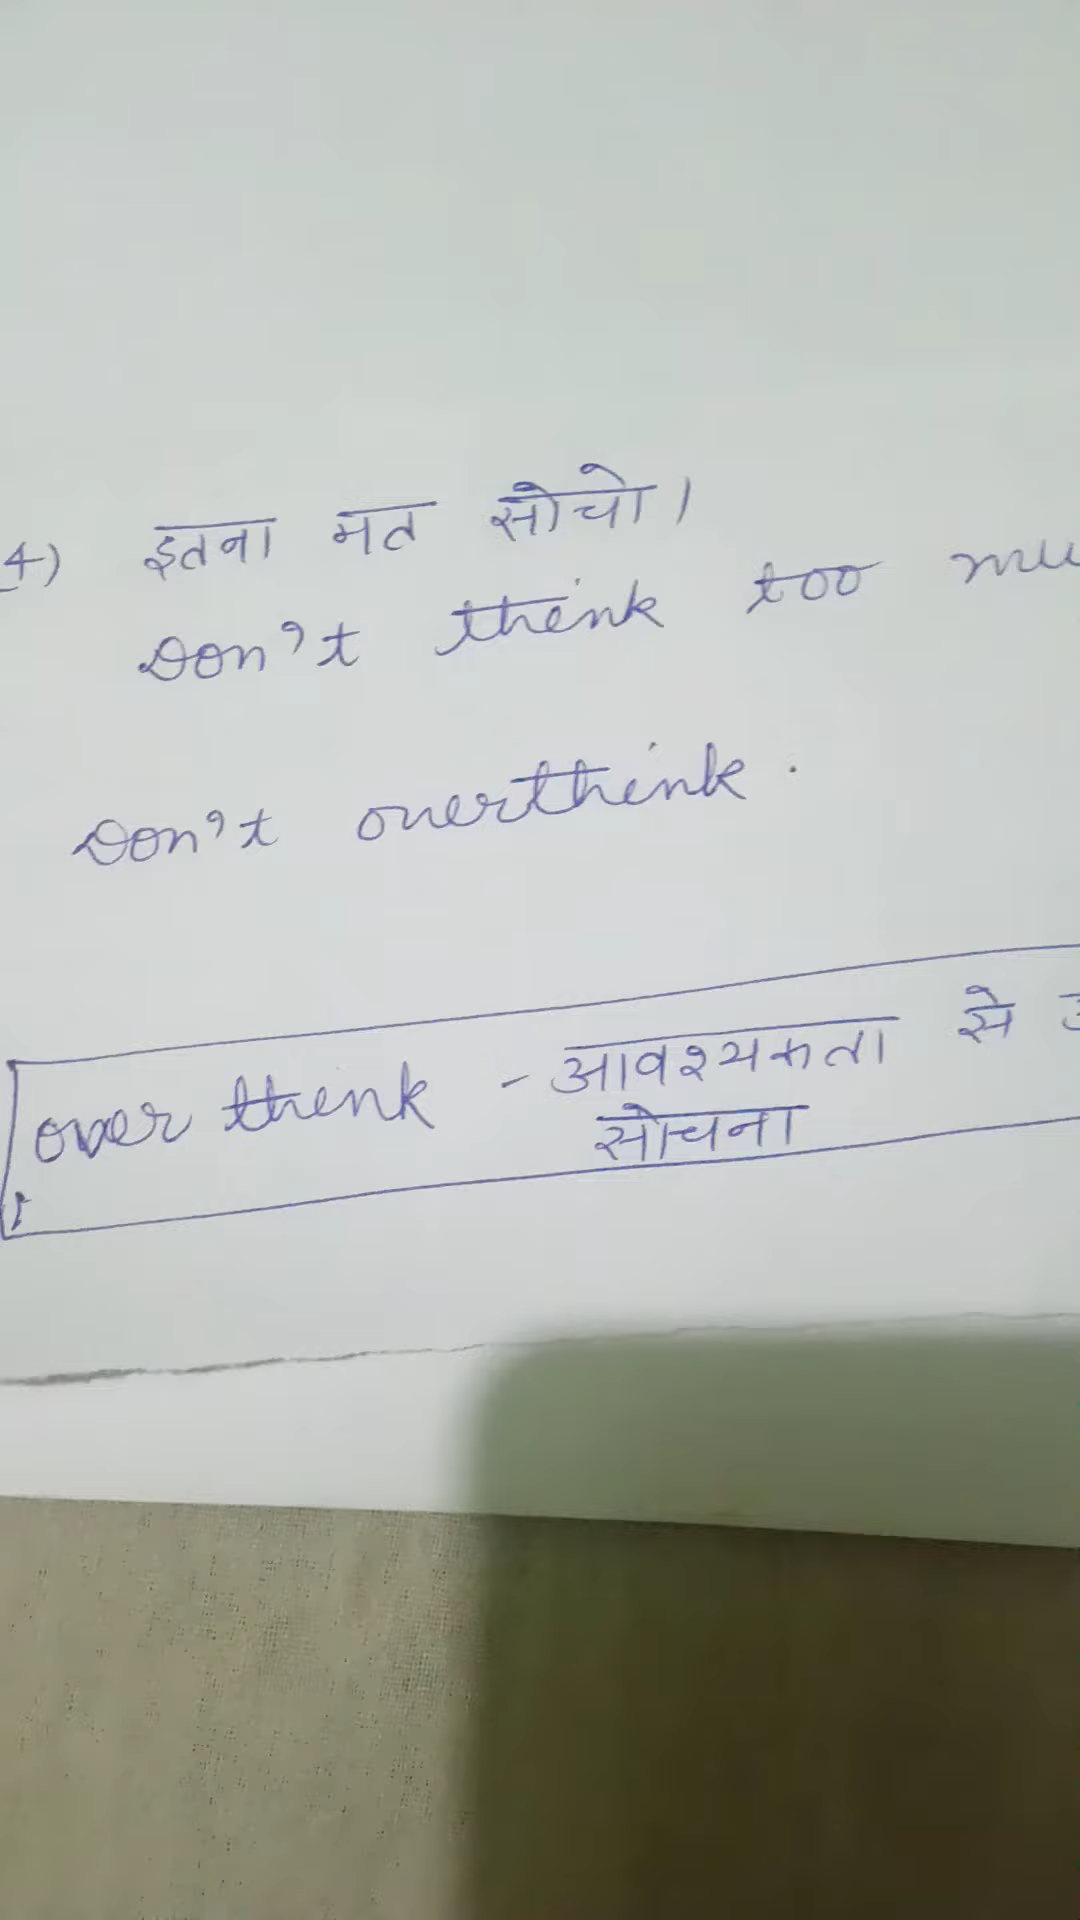 4) इतना मत सोचो।
Don't think too
Don't overthink.
over think - आवश्यकता से
सोचना